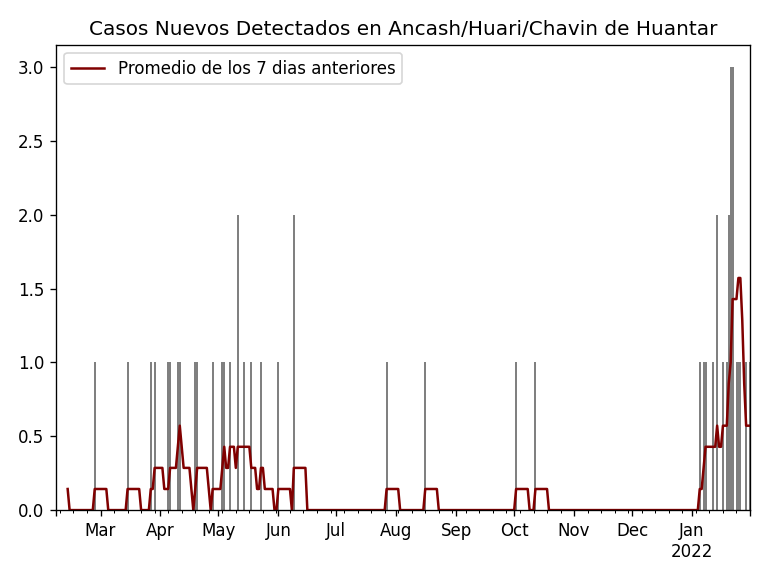 Casos Nuevos Detectados en Ancash/Huari/Chavin de Huantar
Promedio de los 7 dias anteriores
3.0
2.5
2.0
1.5
1.0
0.5
0.0
Mar Apr May Jun Jul Aug Sep Oct Nov Dec Jan
2022